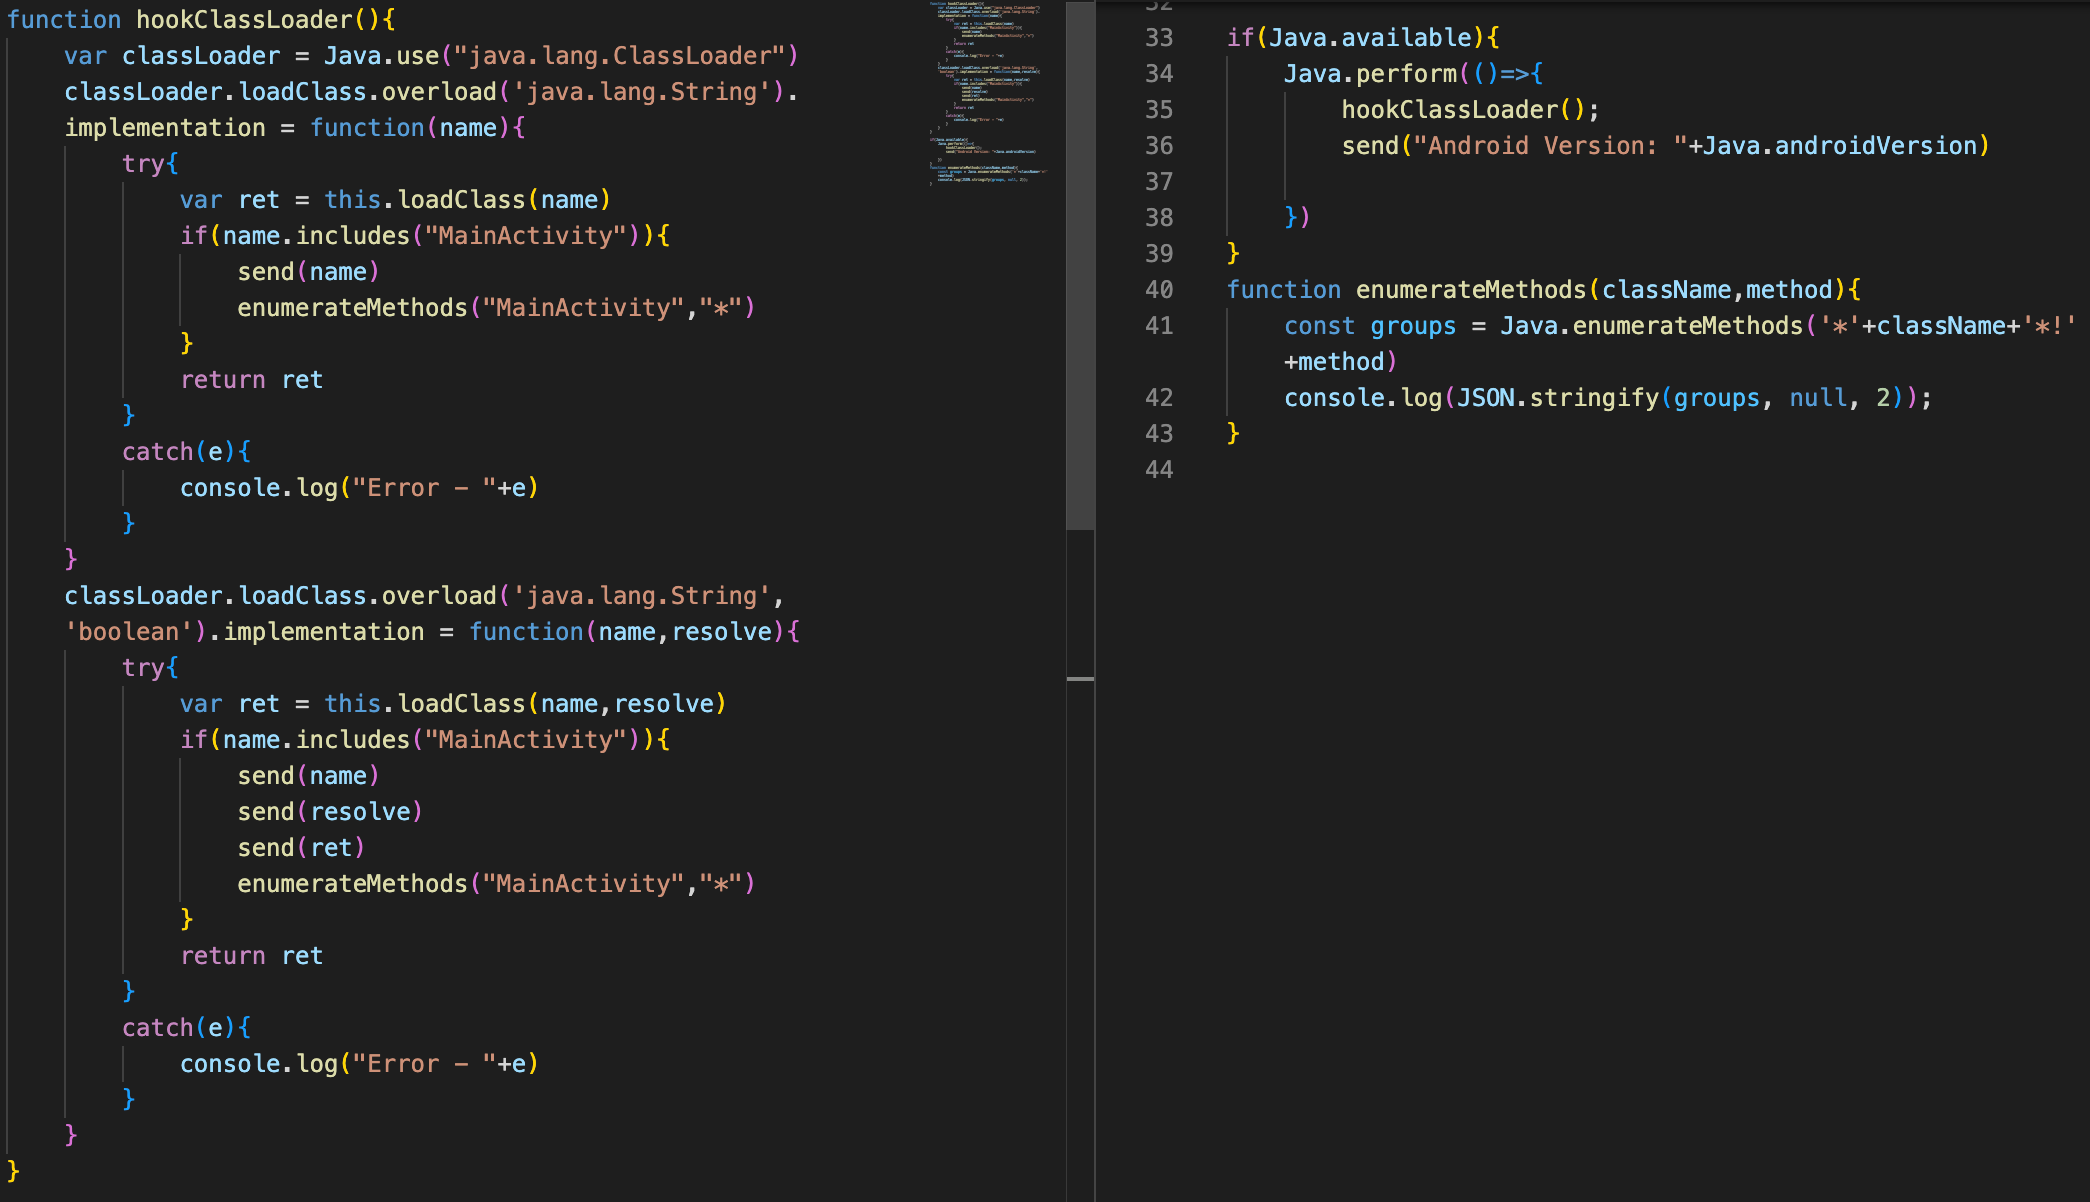 function hookClassLoader(){
    var classLoader = Java.use("java.lang.ClassLoader")
    classLoader.loadClass.overload('java.lang.String').
    implementation = function(name){
        try{
            var ret = this.loadClass(name)
            if(name.includes("MainActivity")){
                send(name)
                enumerateMethods("MainActivity","*")
            }
            return ret
        }
        catch(e){
            console.log("Error - "+e)
        }
    }
    classLoader.loadClass.overload('java.lang.String',
    'boolean').implementation = function(name,resolve){
        try{
            var ret = this.loadClass(name,resolve)
            if(name.includes("MainActivity")){
                send(name)
                send(resolve)
                send(ret)
                enumerateMethods("MainActivity","*")
            }
            return ret
        }
        catch(e){
            console.log("Error - "+e)
        }
    }
}
32
33 if(Java.available){
34     Java.perform(()=>{
35         hookClassLoader();
36         send("Android Version: "+Java.androidVersion)
37
38     })
39 }
40 function enumerateMethods(className,method){
41     const groups = Java.enumerateMethods('*'+className+'*!'
    +method)
42     console.log(JSON.stringify(groups, null, 2));
43 }
44